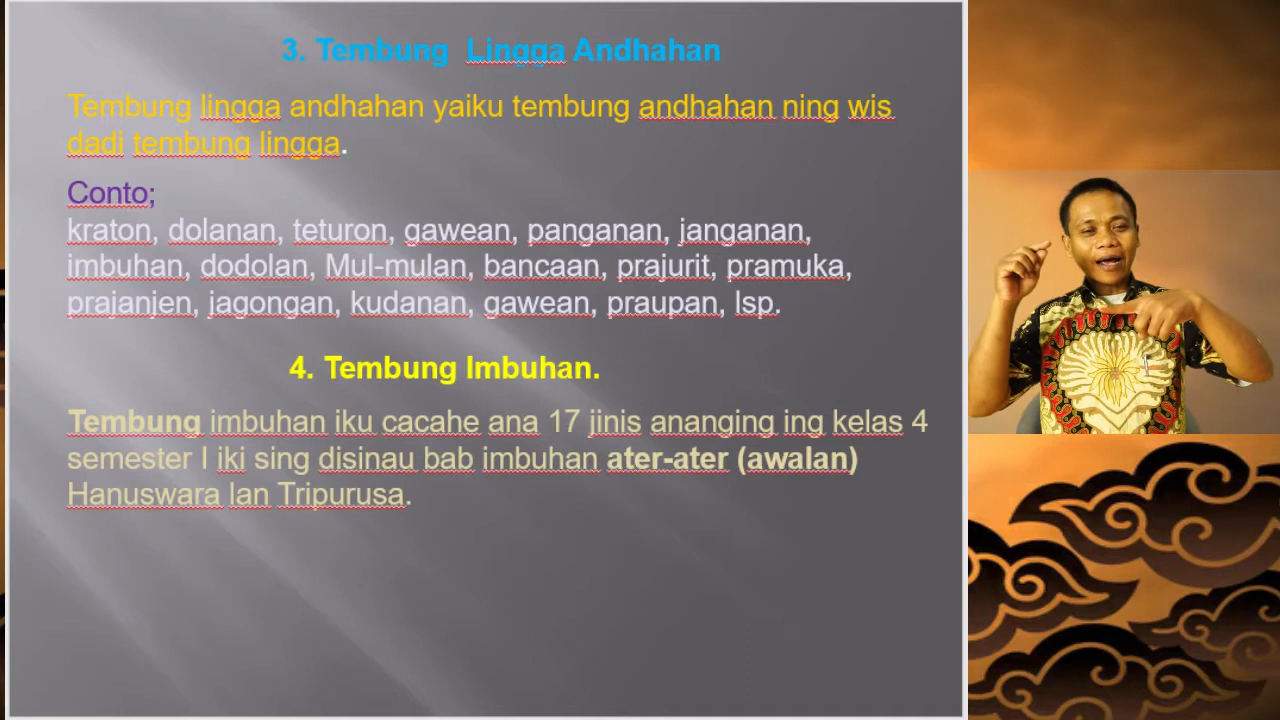 3. Tembung Lingga Andhahan
Tembung lingga andhahan yaiku tembung andhahan ning wis
dadi tembung lingga.
Conto;
kraton, dolanan, teturon, gawean, panganan, janganan,
imbuhan, dodolan, Mul-mulan, bancaan, prajurit, pramuka,
prajanjen, jagongan, kudanan, gawean, praupan, lsp.
4. Tembung Imbuhan.
Tembung imbuhan iku cacahe ana 17 jinis ananging ing kelas 4
semester I iki sing disinau bab imbuhan ater-ater (awalan)
Hanuswara lan Tripurusa.